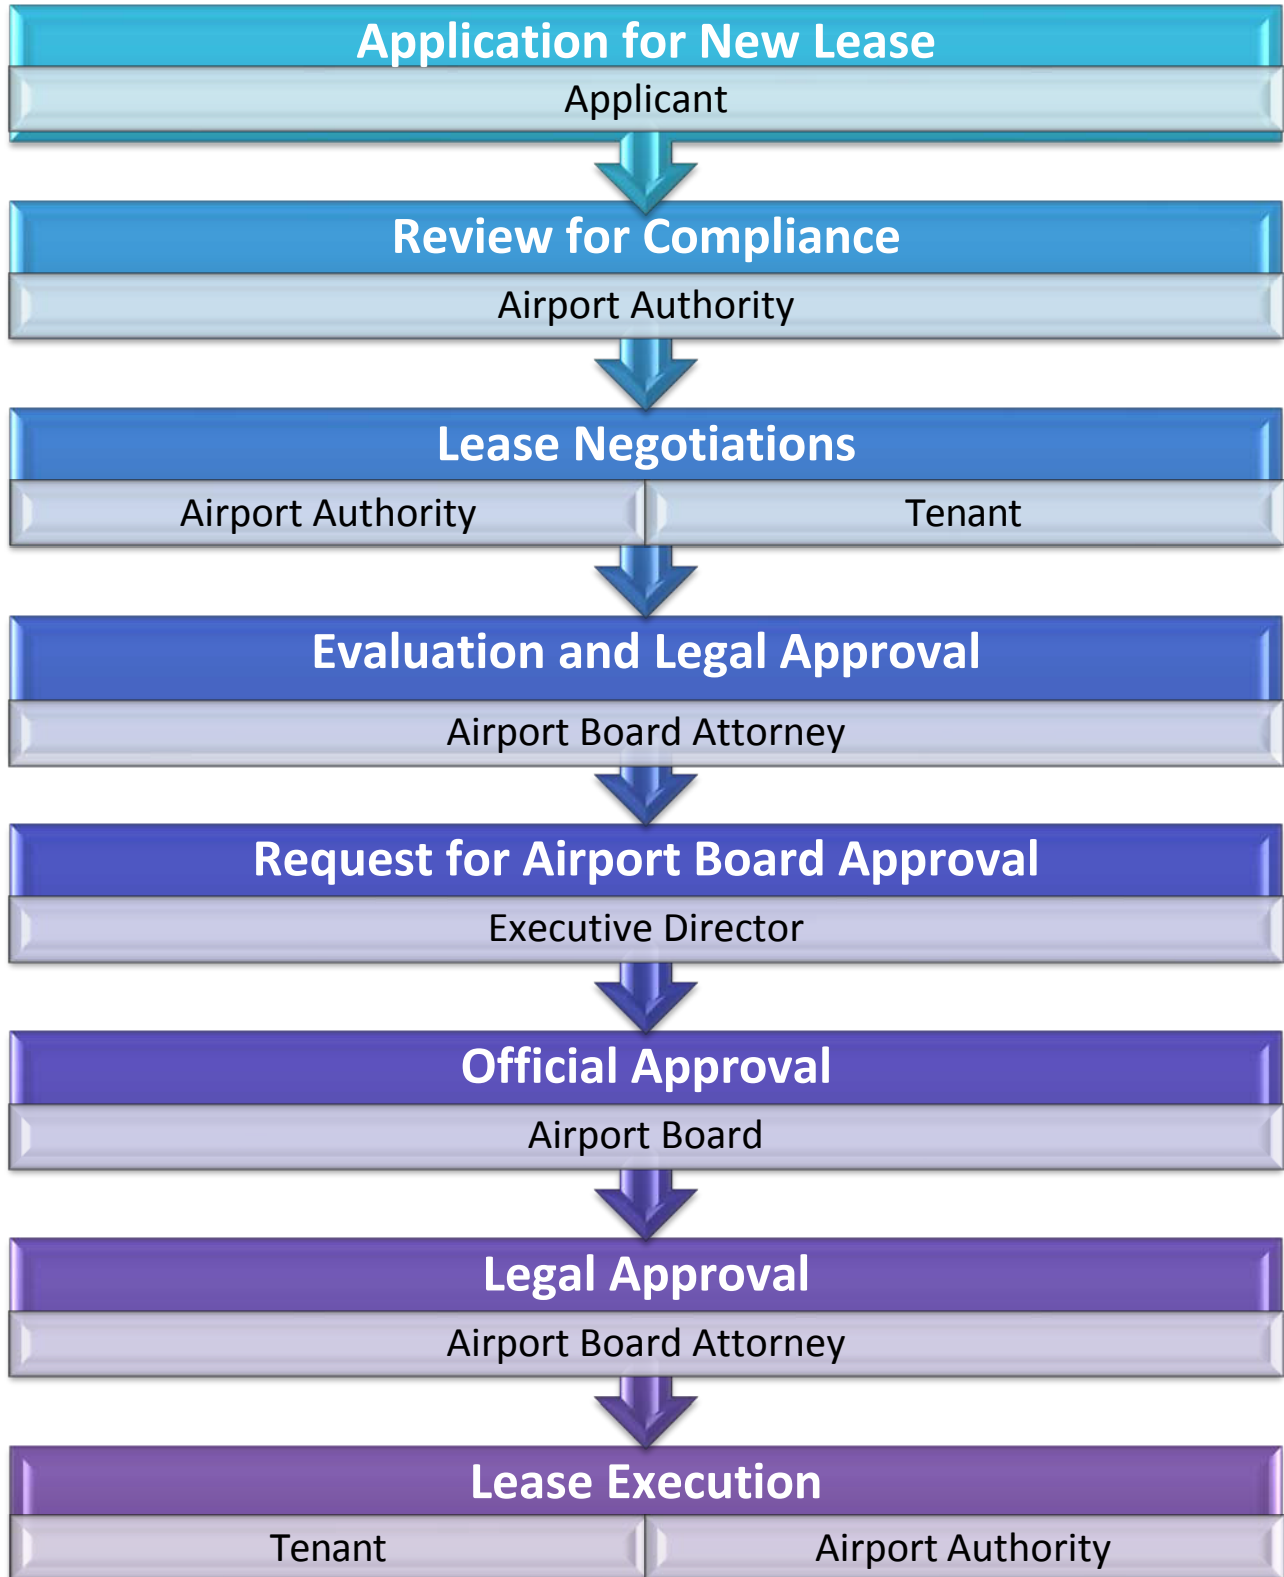 Application for New Lease
Applicant
Review for Compliance
Airport Authority
Lease Negotiations
Airport Authority
Tenant
Evaluation and Legal Approval
Airport Board Attorney
Request for Airport Board Approval
Executive Director
Official Approval
Airport Board
Legal Approval
Airport Board Attorney
Lease Execution
Tenant
Airport Authority